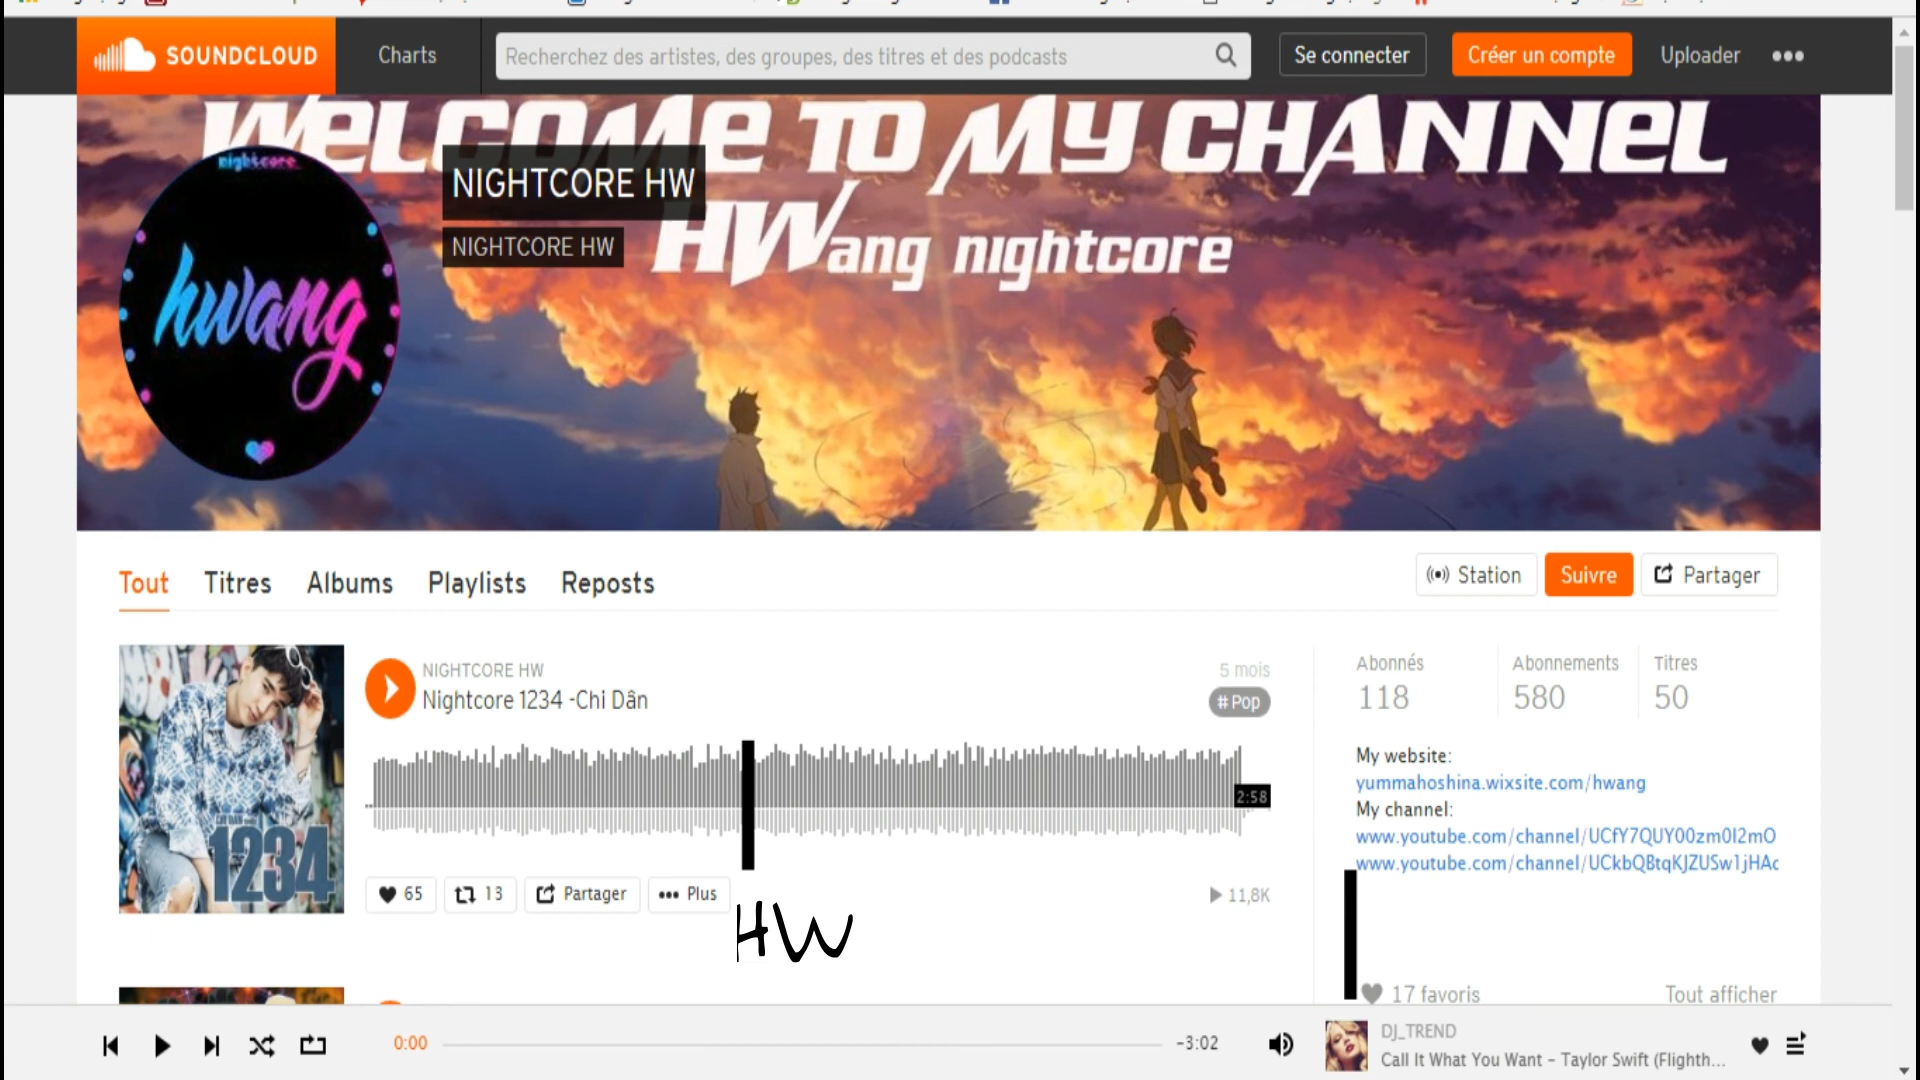 SOUNDCLOUD
Charts
Recherchez des artistes, des groupes, des titres et des podcasts
Se connecter
Créer un compte
Uploader
WELCOME TO MY CHANNEL
HWang nightcore
nightcore
hwang
NIGHTCORE HW
NIGHTCORE HW
Tout
Titres
Albums
Playlists
Reposts
Station
Suivre
Partager
1234
NIGHTCORE HW
Nightcore 1234 -Chi Dân
5 mois
# Pop
2:58
65
13
Partager
Plus
11,8K
HW
Abonnés
118
Abonnements
580
Titres
50
My website:
yummahoshina.wixsite.com/hwang
My channel:
www.youtube.com/channel/UCfY7QUY00zm0l2mO
www.youtube.com/channel/UCkbQBtqKJZUSw1jHAc
17 favoris
Tout afficher
0:00
-3:02
DJ_TREND
Call It What You Want - Taylor Swift (Flighth...